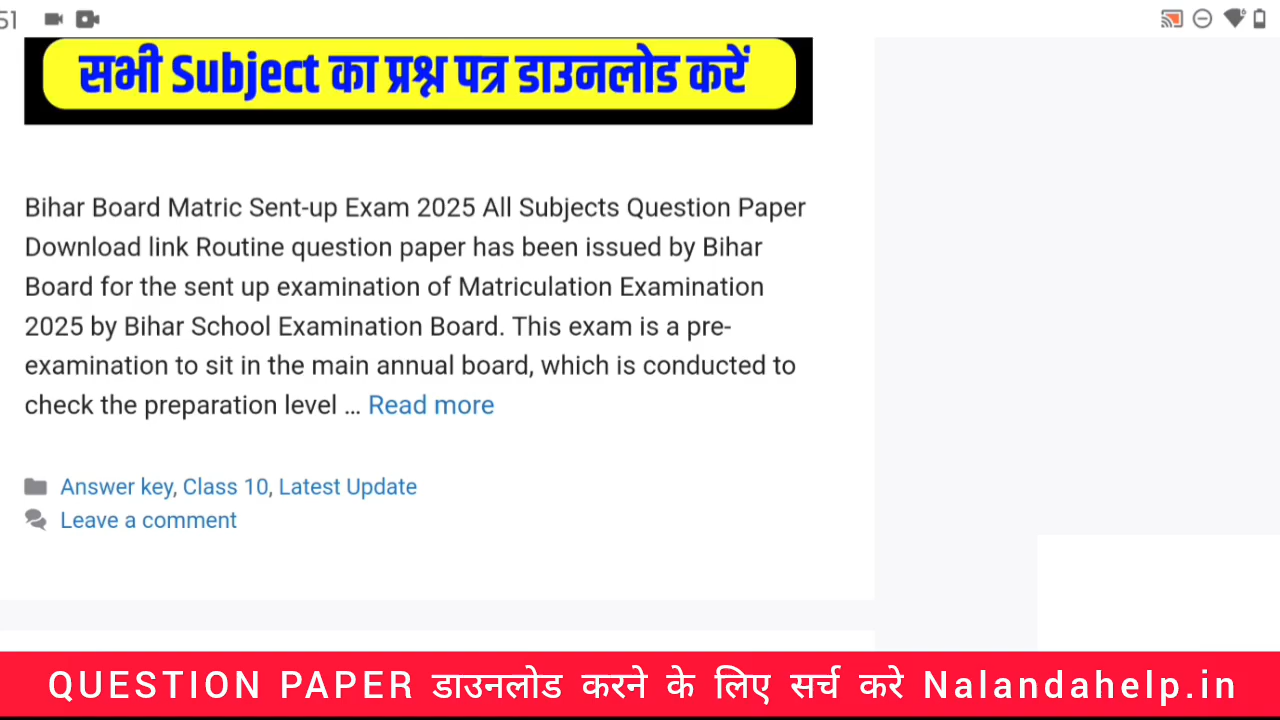 51
सभी Subject का प्रश्न पत्र डाउनलोड करें
Bihar Board Matric Sent-up Exam 2025 All Subjects Question Paper
Download link Routine question paper has been issued by Bihar
Board for the sent up examination of Matriculation Examination
2025 by Bihar School Examination Board. This exam is a pre-
examination to sit in the main annual board, which is conducted to
check the preparation level ... Read more
Answer key, Class 10, Latest Update
Leave a comment
QUESTION PAPER डाउनलोड करने के लिए सर्च करे Nalandahelp.in